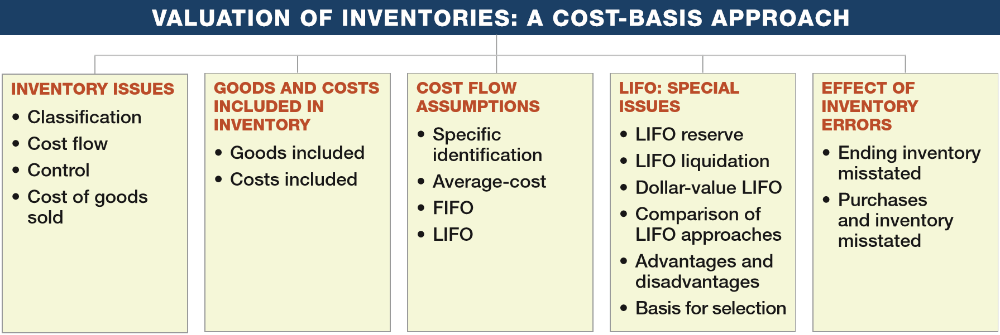 VALUATION OF INVENTORIES: A COST-BASIS APPROACH
INVENTORY ISSUES
• Classification
• Cost flow
• Control
• Cost of goods
sold
GOODS AND COSTS
INCLUDED IN
INVENTORY
• Goods included
• Costs included
COST FLOW
ASSUMPTIONS
• Specific
identification
• Average-cost
• FIFO
• LIFO
LIFO: SPECIAL
ISSUES
• LIFO reserve
• LIFO liquidation
• Dollar-value LIFO
• Comparison of
LIFO approaches
• Advantages and
disadvantages
• Basis for selection
EFFECT OF
INVENTORY
ERRORS
• Ending inventory
misstated
• Purchases
and inventory
misstated